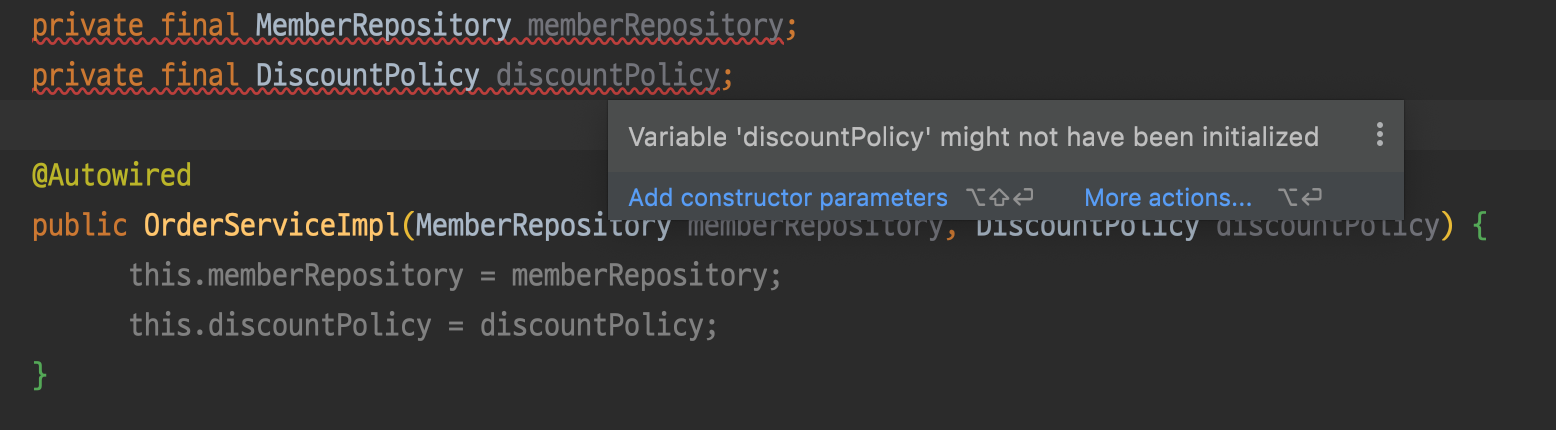 private final MemberRepository memberRepository;
private final DiscountPolicy discountPolicy;
Variable 'discountPolicy' might not have been initialized
@Autowired
Add constructor parameters ⌥⇧⏎ More actions... ⌥⏎
public OrderServiceImpl(MemberRepository memberRepository, DiscountPolicy discountPolicy) {
this.memberRepository = memberRepository;
this.discountPolicy = discountPolicy;
}